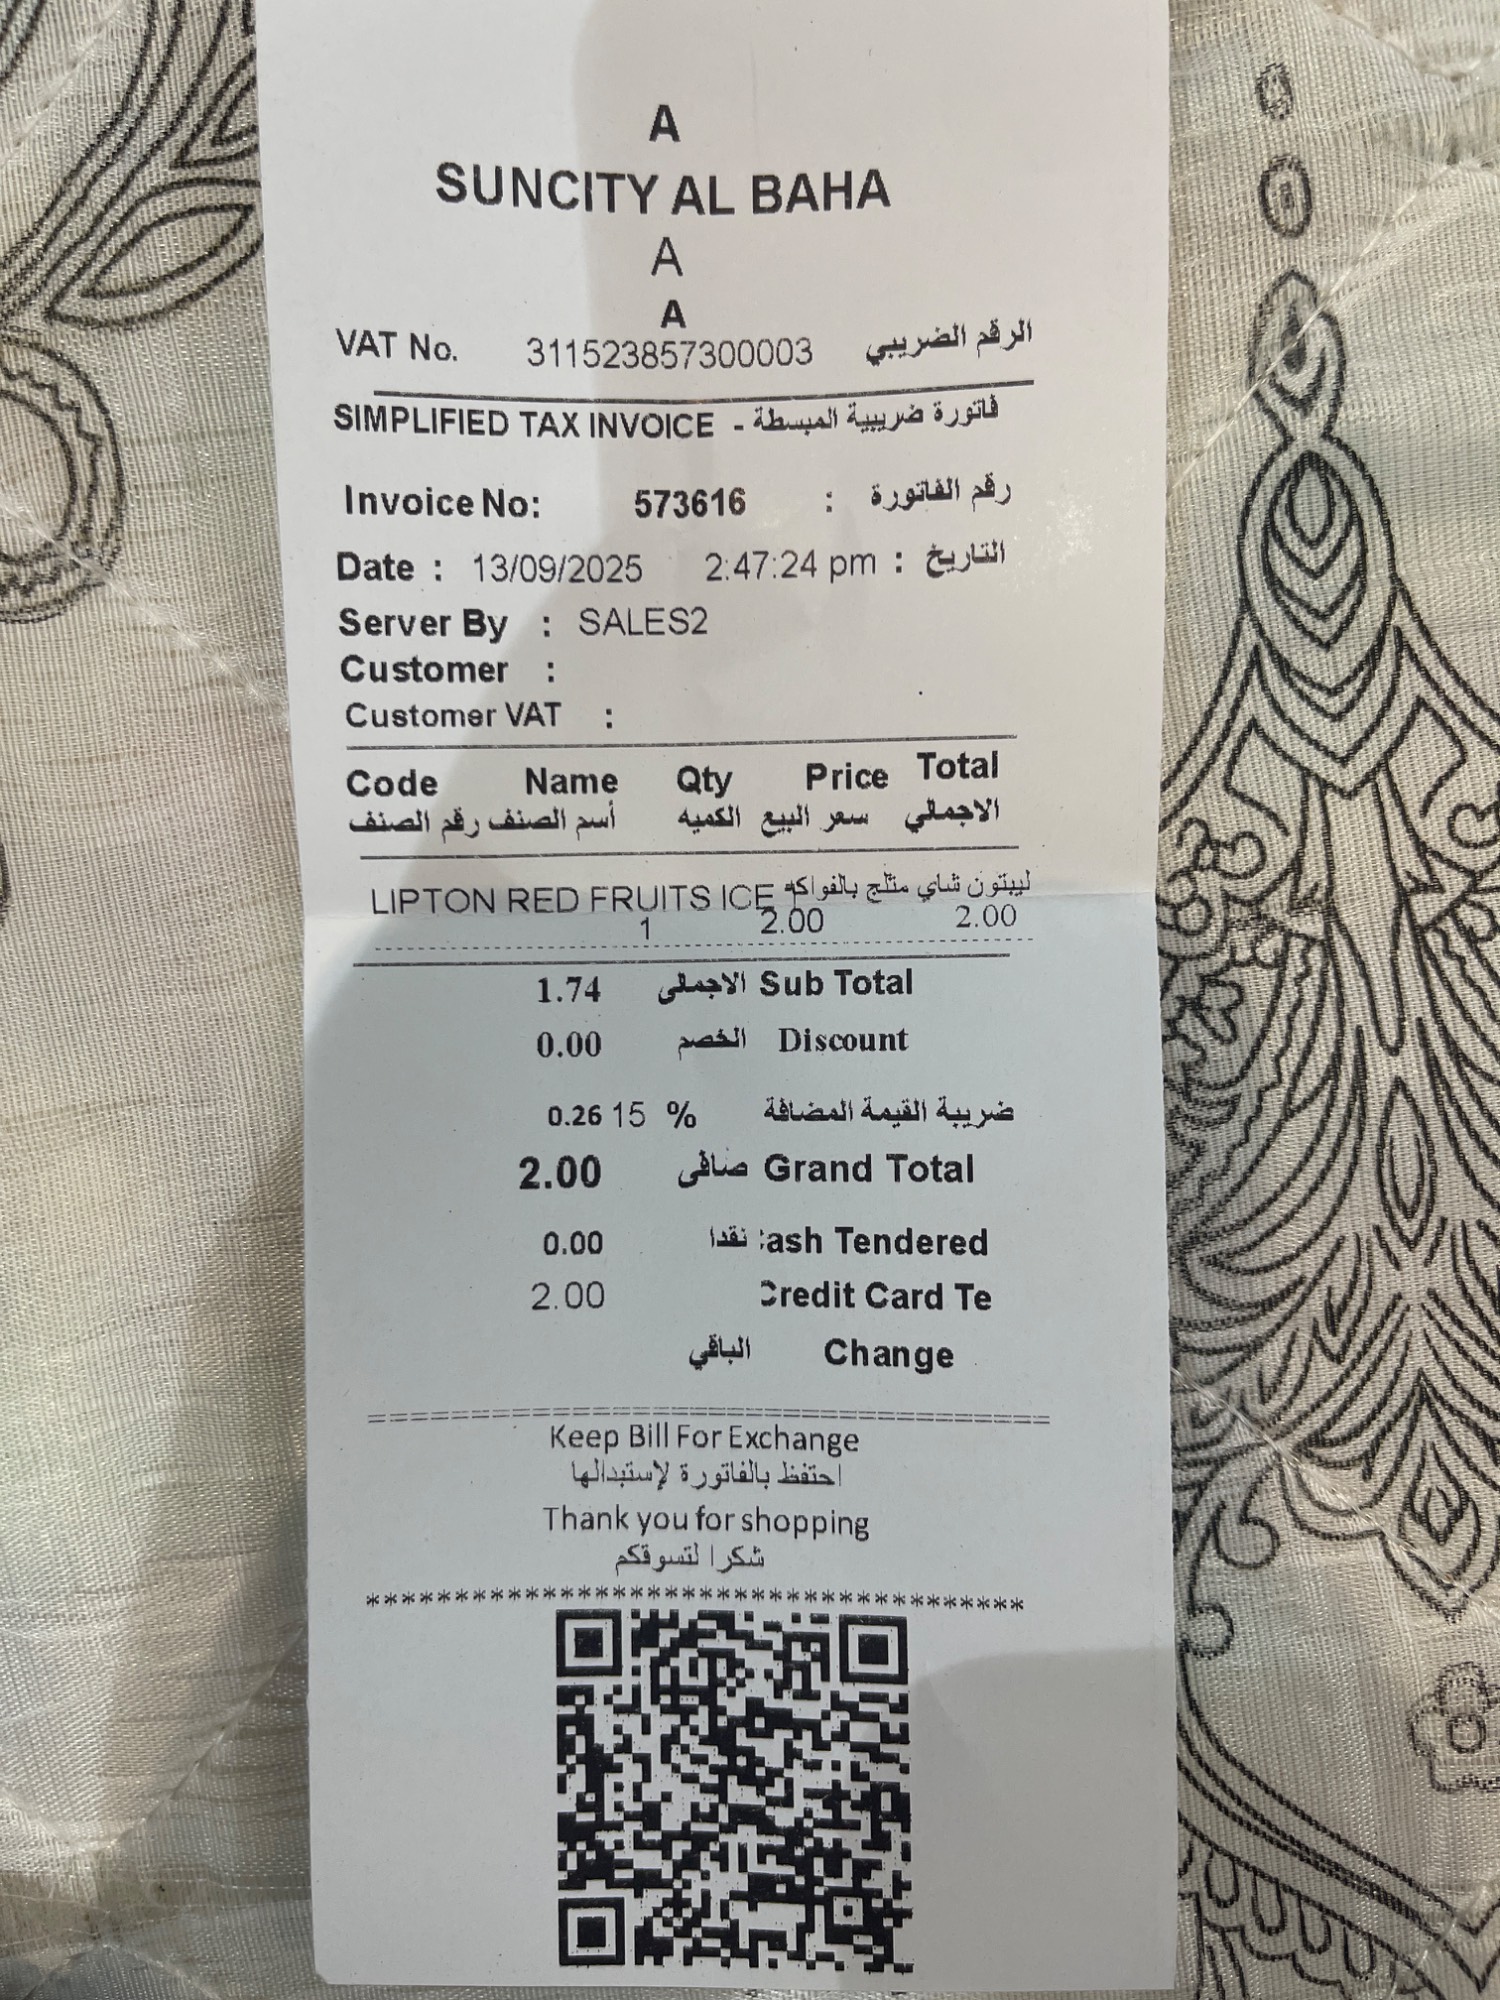 A
SUNCITY AL BAHA
A
A
VAT No. 311523857300003 الرقم الضريبي
SIMPLIFIED TAX INVOICE - فاتورة ضريبية المبسطة
Invoice No: 573616 : رقم الفاتورة
Date : 13/09/2025 2:47:24 pm : التاريخ
Server By : SALES2
Customer :
Customer VAT :
Code Name Qty Price Total
رقم الصنف أسم الصنف الكميه سعر البيع الاجمالي
LIPTON RED FRUITS ICE ليبتون شاي مثلج بالفواكه
1 2.00 2.00
1.74 الاجمالى Sub Total
0.00 الخصم Discount
0.26 15 % ضريبة القيمة المضافة
2.00 صافى Grand Total
0.00 نقدا :ash Tendered
2.00 Credit Card Te
الباقي Change
Keep Bill For Exchange
احتفظ بالفاتورة لإستبدالها
Thank you for shopping
شكرا لتسوقكم
*************************************